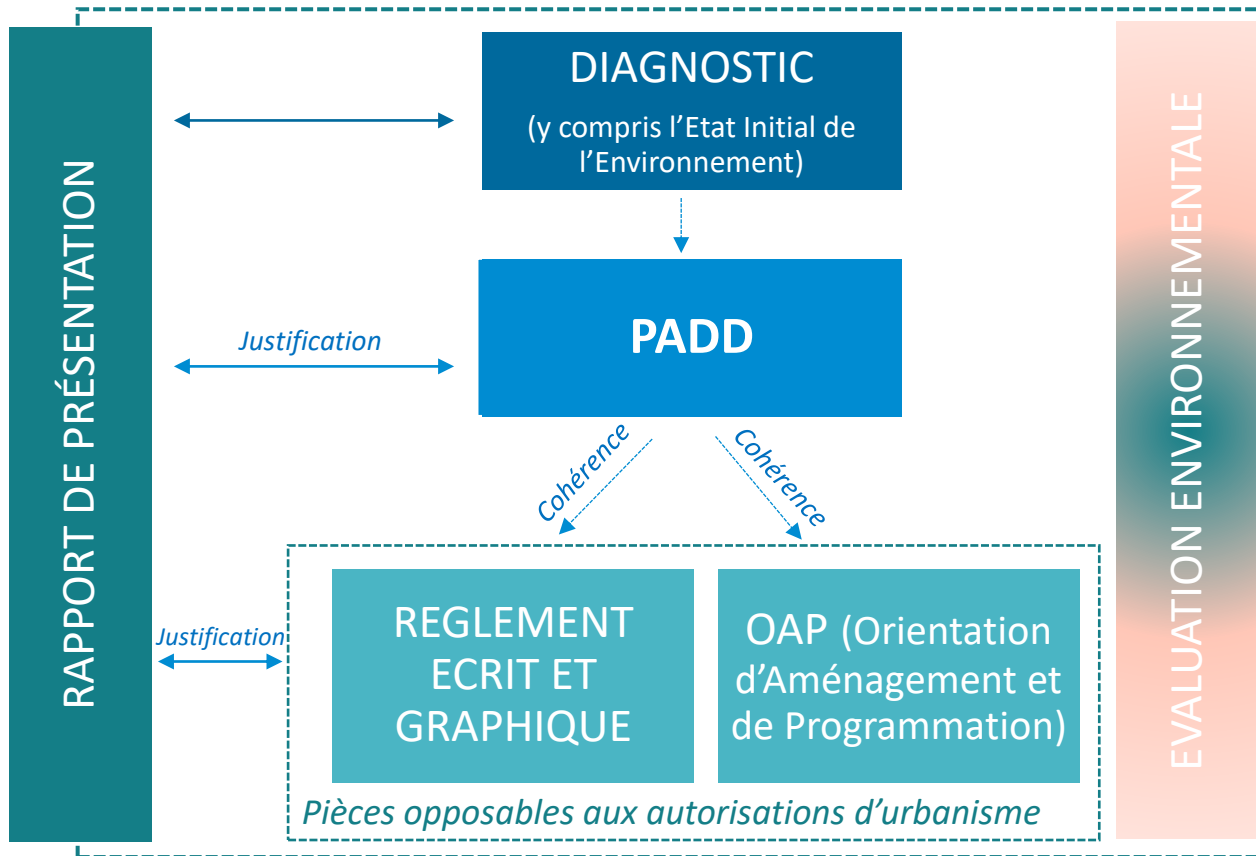 RAPPORT DE PRÉSENTATION
DIAGNOSTIC
(y compris l’Etat Initial de
l’Environnement)
Justification
PADD
Cohérence
Cohérence
Justification
REGLEMENT
ECRIT ET
GRAPHIQUE
OAP (Orientation
d’Aménagement et
de Programmation)
Pièces opposables aux autorisations d’urbanisme
EVALUATION ENVIRONNEMENTALE